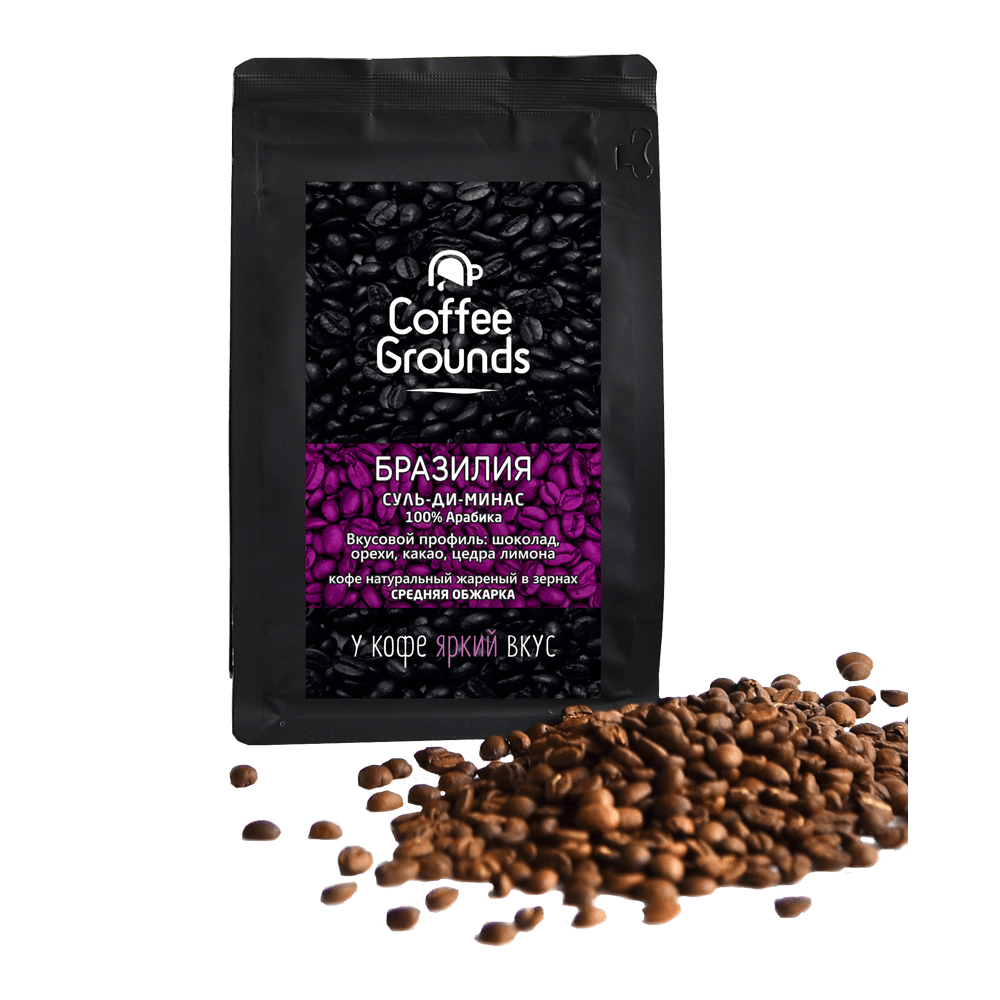 Coffee
Grounds
БРАЗИЛИЯ
СУЛЬ-ДИ-МИНАС
100% Арабика
Вкусовой профиль: шоколад,
орехи, какао, цедра лимона
кофе натуральный жареный в зернах
СРЕДНЯЯ ОБЖАРКА
У КОФЕ ЯРКИЙ ВКУС